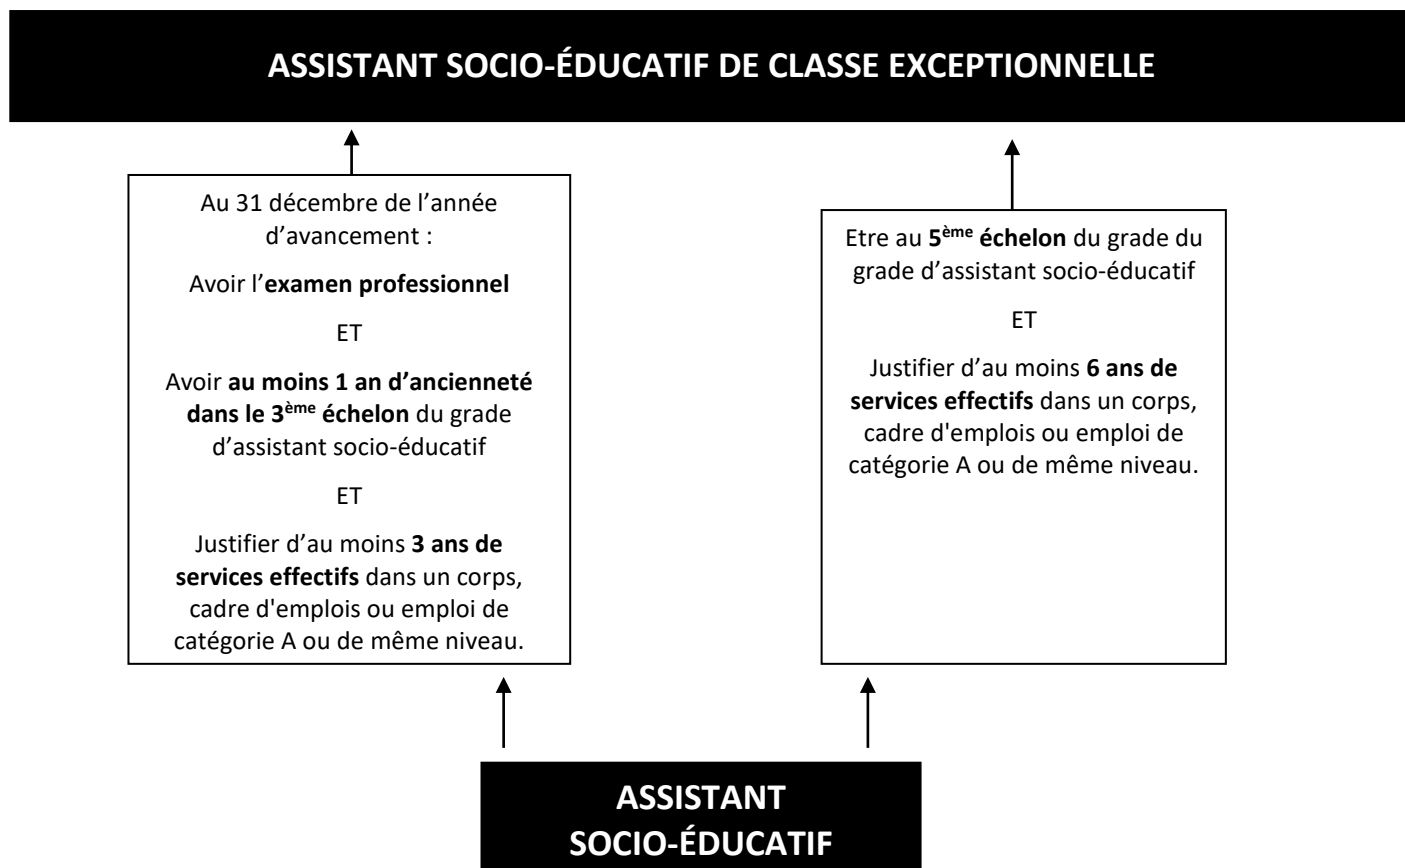 ASSISTANT SOCIO-ÉDUCATIF DE CLASSE EXCEPTIONNELLE
Au 31 décembre de l’année
d’avancement :
Avoir l’examen professionnel
ET
Avoir au moins 1 an d’ancienneté
dans le 3ème échelon du grade
d’assistant socio-éducatif
ET
Justifier d’au moins 3 ans de
services effectifs dans un corps,
cadre d'emplois ou emploi de
catégorie A ou de même niveau.
Etre au 5ème échelon du grade du
grade d’assistant socio-éducatif
ET
Justifier d’au moins 6 ans de
services effectifs dans un corps,
cadre d'emplois ou emploi de
catégorie A ou de même niveau.
ASSISTANT
SOCIO-ÉDUCATIF